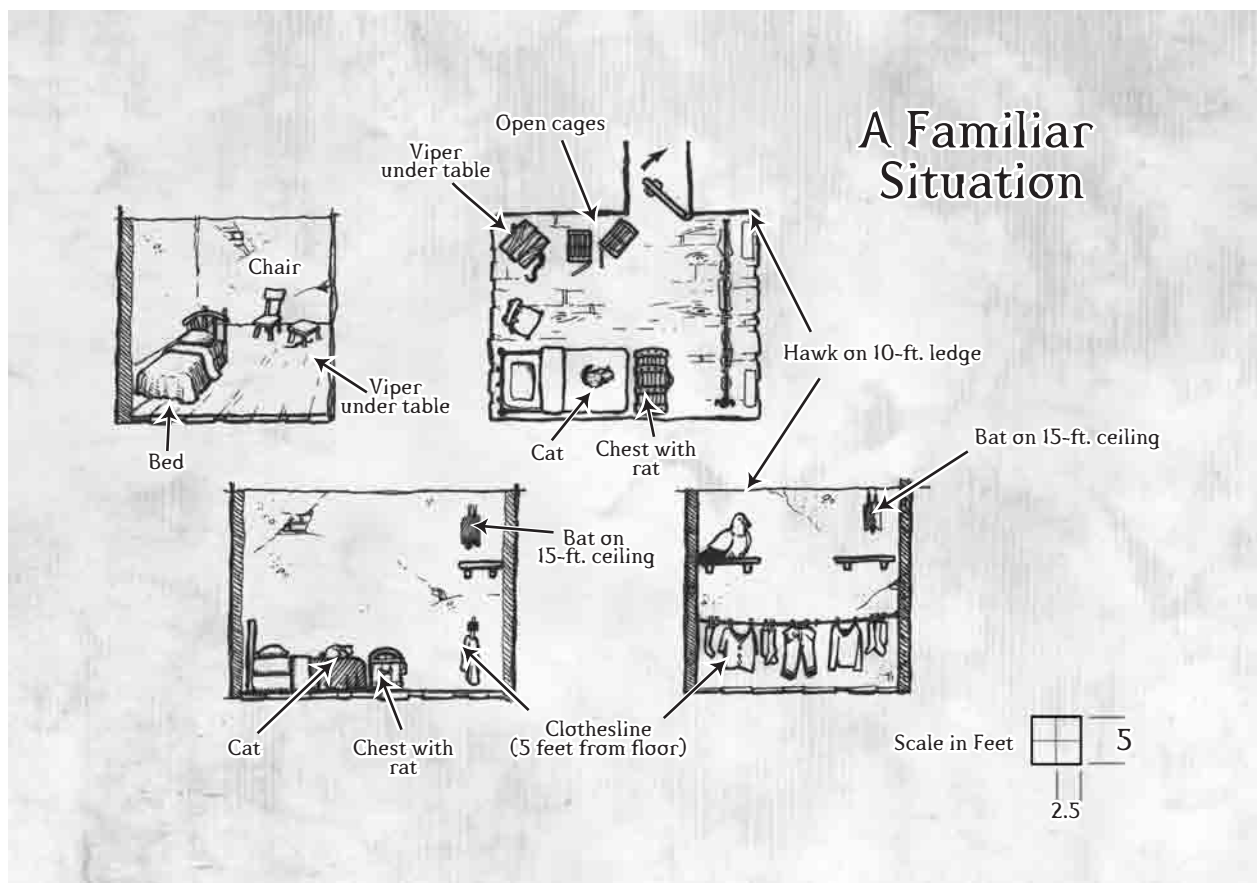 A Familiar
Situation
Open cages
Viper
under table
Chair
Hawk on 10-ft. ledge
Viper
under table
Bed
Cat
Chest with
rat
Bat on 15-ft. ceiling
Bat on
15-ft. ceiling
Cat
Chest with
rat
Clothesline
(5 feet from floor)
Scale in Feet
5
2.5